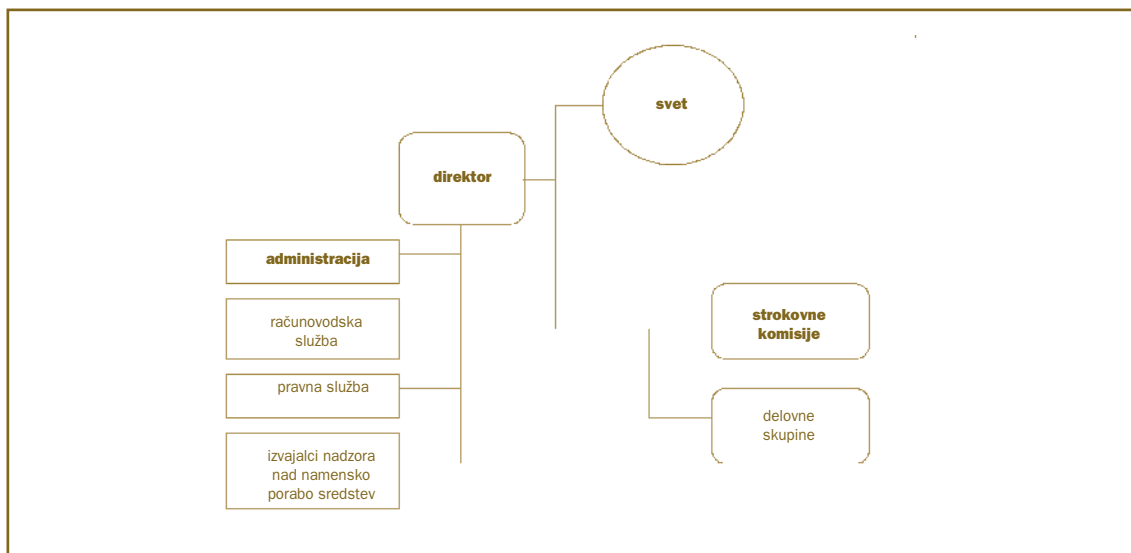 svet
direktor
administracija
računovodska
služba
pravna služba
izvajalci nadzora
nad namensko
porabo sredstev
strokovne
komisije
delovne
skupine